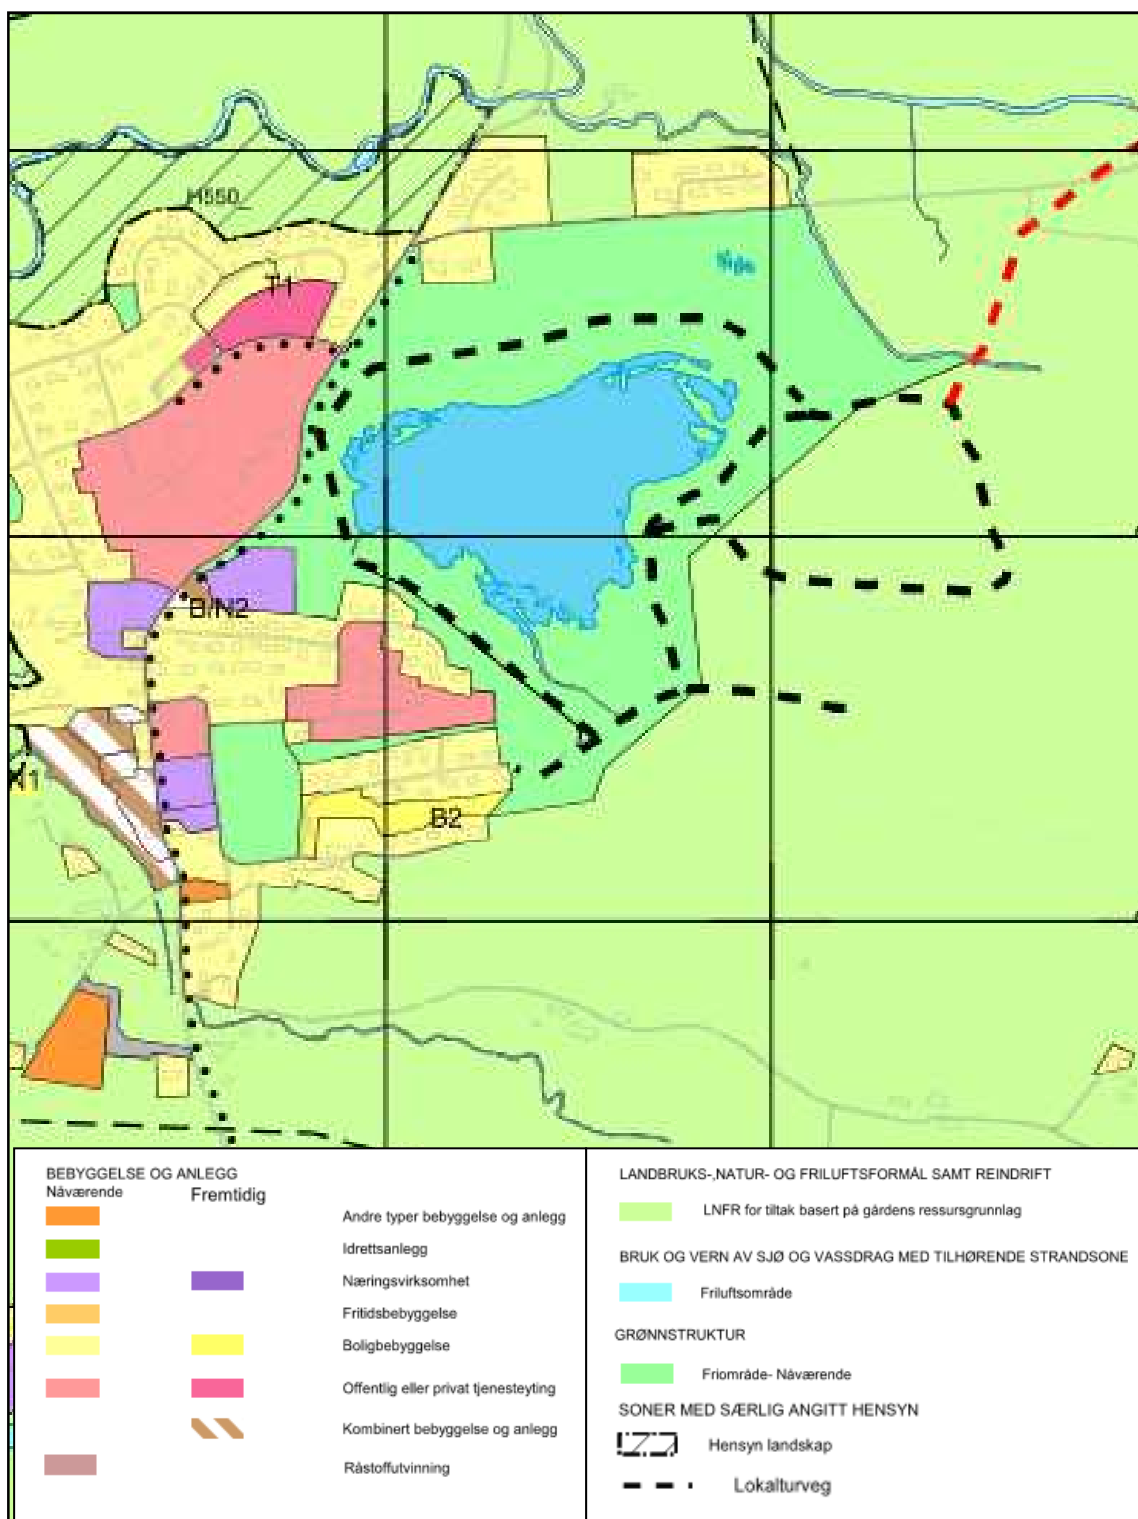 H550
T1
B/N2
B2
BEBYGGELSE OG ANLEGG
Nåværende
Fremtidig
Andre typer bebyggelse og anlegg
Idrettsanlegg
Næringsvirksomhet
Fritidsbebyggelse
Boligbebyggelse
Offentlig eller privat tjenesteyting
Kombinert bebyggelse og anlegg
Råstoffutvinning
LANDBRUKS-,NATUR- OG FRILUFTSFORMÅL SAMT REINDRIFT
LNFR for tiltak basert på gårdens ressursgrunnlag
BRUK OG VERN AV SJØ OG VASSDRAG MED TILHØRENDE STRANDSONE
Friluftsområde
GRØNNSTRUKTUR
Friområde- Nåværende
SONER MED SÆRLIG ANGITT HENSYN
Hensyn landskap
Lokalturveg